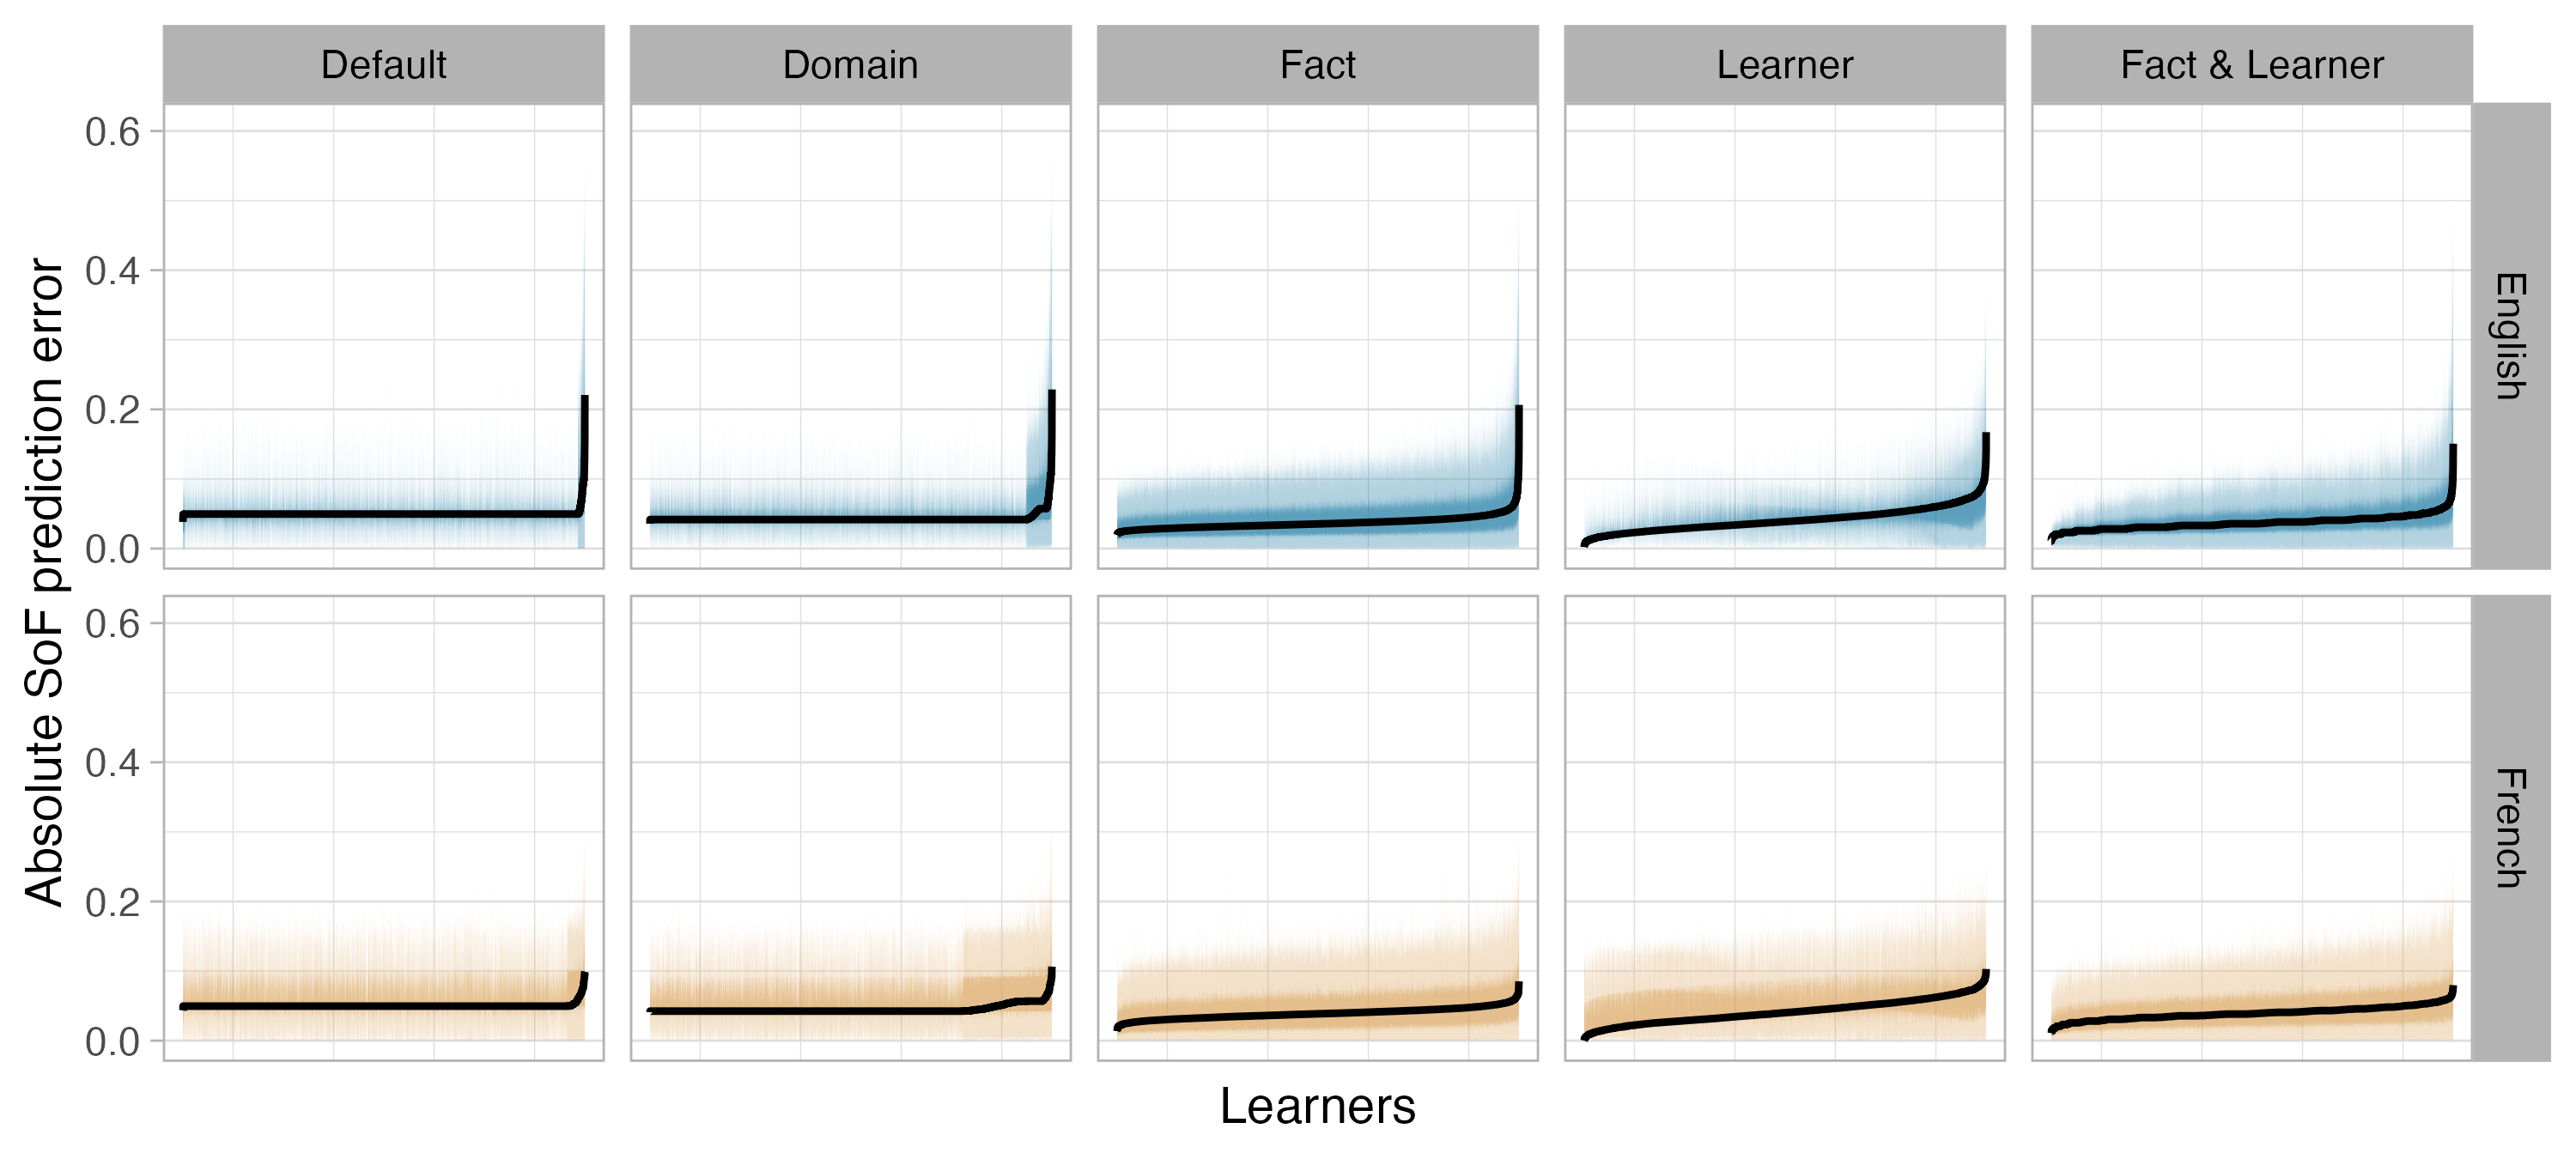 Default
Domain
Fact
Learner
Fact & Learner
Absolute SoF prediction error
0.6
0.4
0.2
0.0
English
0.6
0.4
0.2
0.0
French
Learners